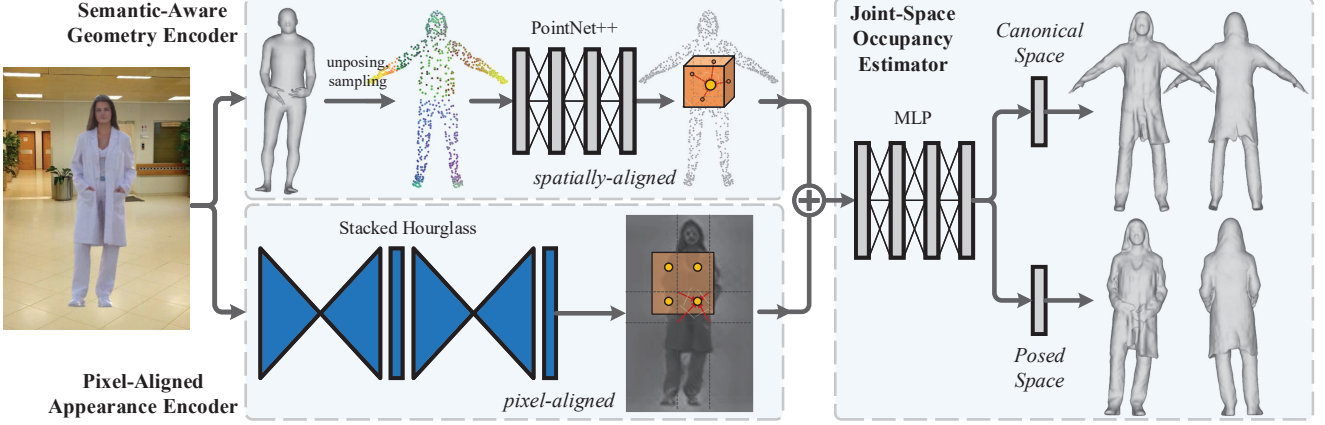 Semantic-Aware
Geometry Encoder
unposing,
sampling
PointNet++
spatially-aligned
Stacked Hourglass
pixel-aligned
Pixel-Aligned
Appearance Encoder
Joint-Space
Occupancy
Estimator
MLP
Canonical
Space
Posed
Space